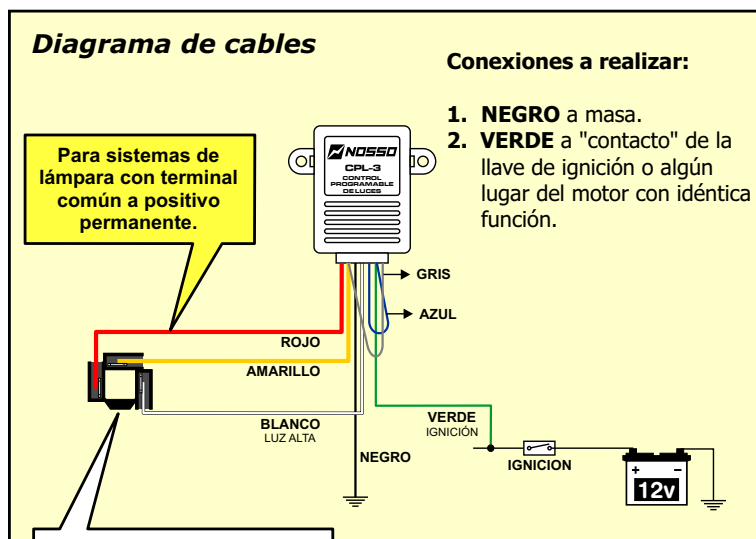 Diagrama de cables
Conexiones a realizar:
1. NEGRO a masa.
2. VERDE a "contacto" de la
llave de ignición o algún
lugar del motor con idéntica
función.
Para sistemas de
lámpara con terminal
común a positivo
permanente.
NOSSO
CPL-3
CONTROL
PROGRAMABLE
DE LUCES
GRIS
AZUL
ROJO
AMARILLO
BLANCO
LUZ ALTA
NEGRO
VERDE
IGNICIÓN
IGNICION
+ −
12v